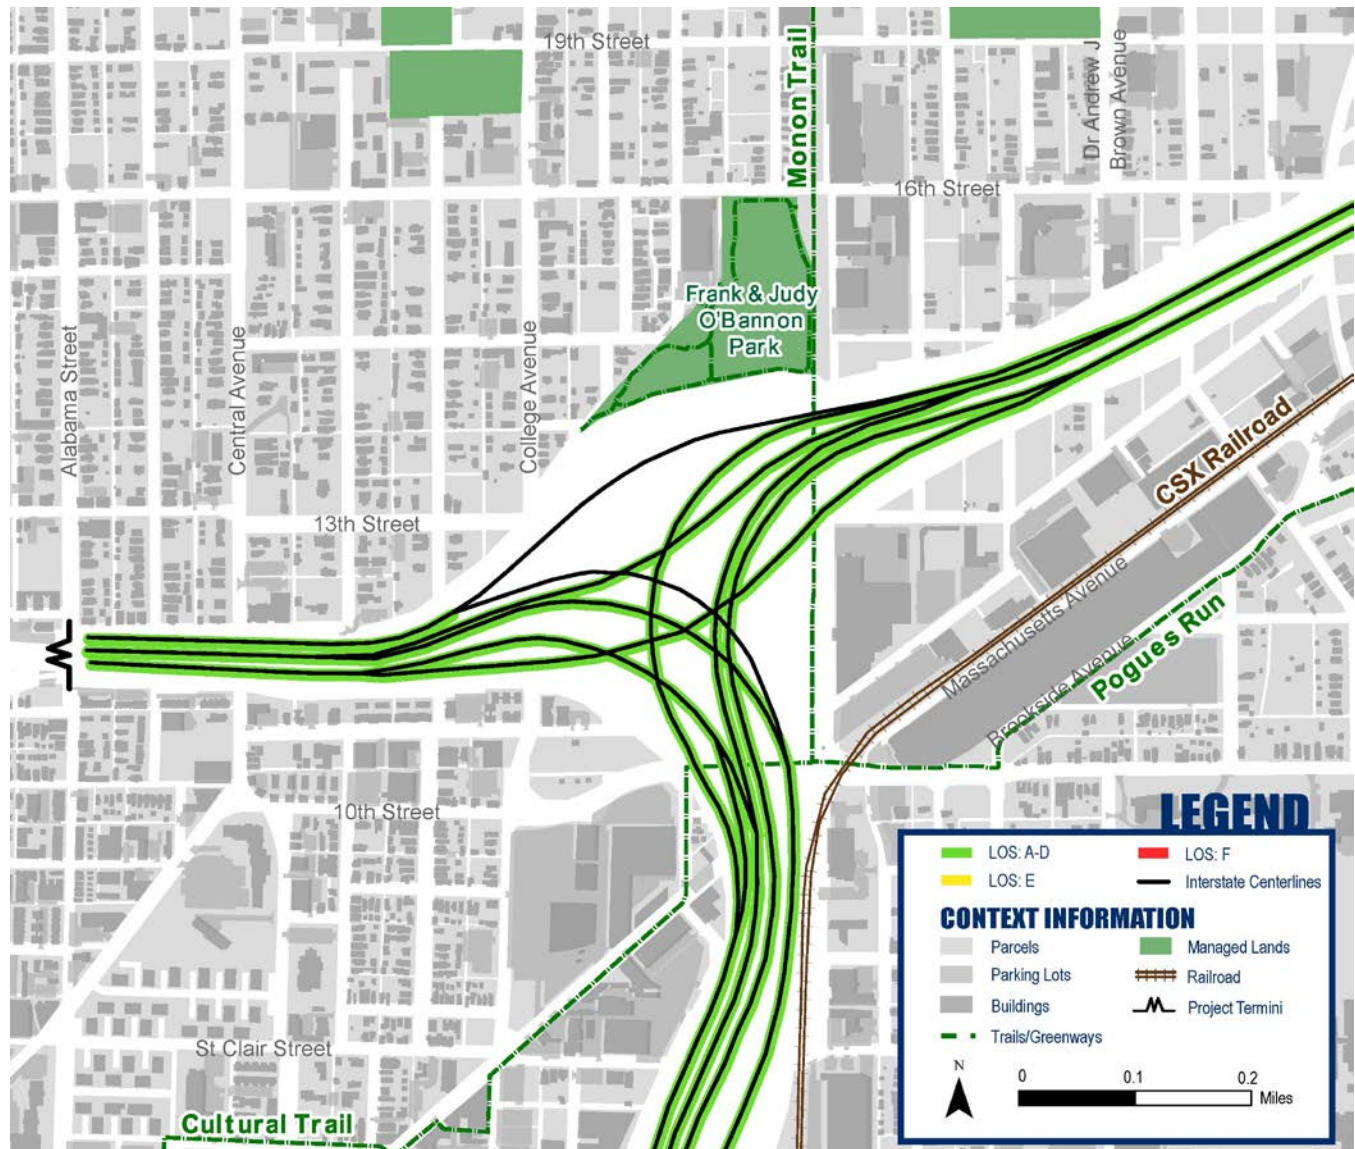 19th Street
Monon Trail
Dr Andrew J
Brown Avenue
16th Street
Frank & Judy
O'Bannon
Park
Alabama Street
Central Avenue
College Avenue
13th Street
CSX Railroad
Massachusetts Avenue
Brookside Avenue
Pogues Run
10th Street
St Clair Street
Cultural Trail
LEGEND
LOS: A-D
LOS: F
LOS: E
Interstate Centerlines
CONTEXT INFORMATION
Parcels
Managed Lands
Parking Lots
Railroad
Buildings
Project Termini
Trails/Greenways
N
0 0.1 0.2
Miles